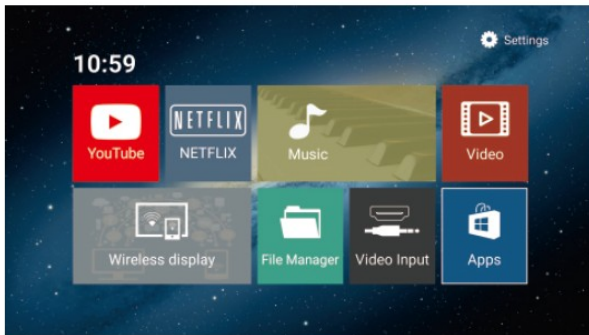 Settings
10:59
YouTube
NETFLIX
NETFLIX
Music
Video
Wireless display
File Manager
Video Input
Apps